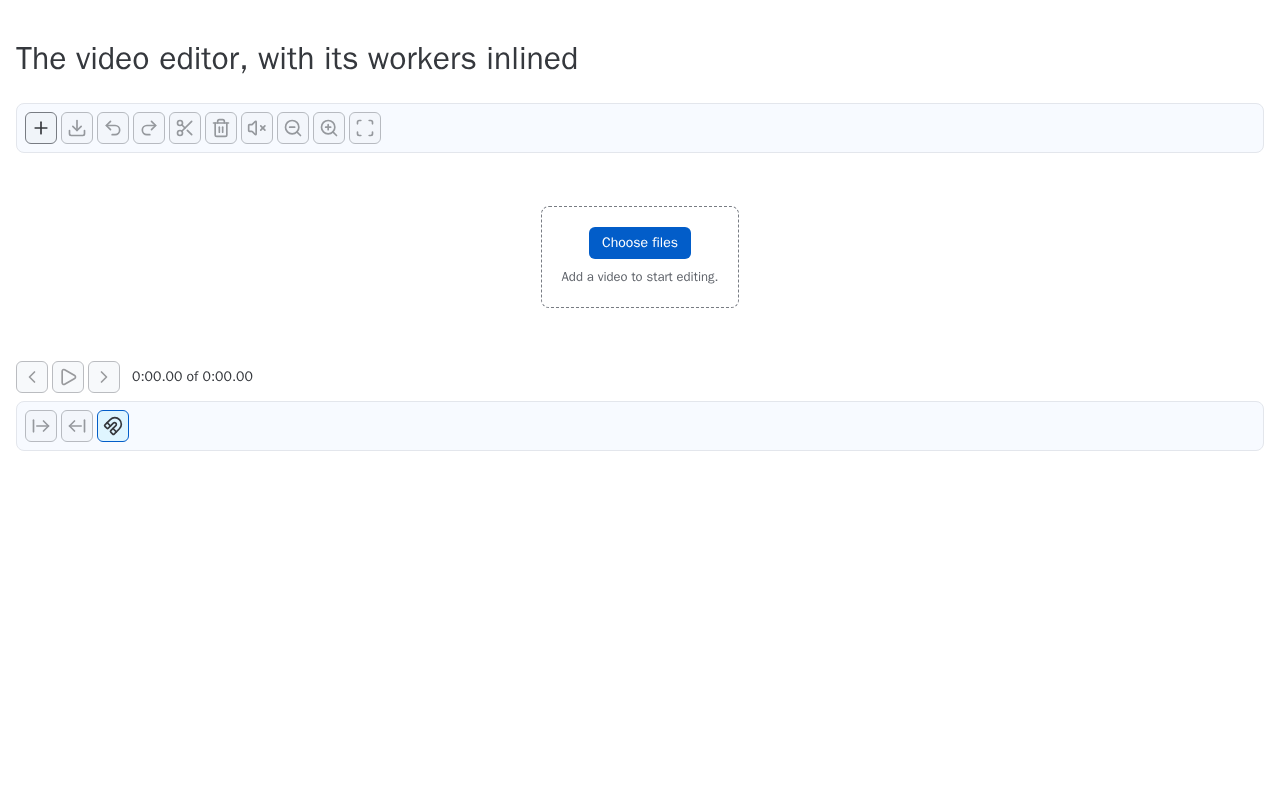 The video editor, with its workers inlined
Choose files
Add a video to start editing.
0:00.00 of 0:00.00